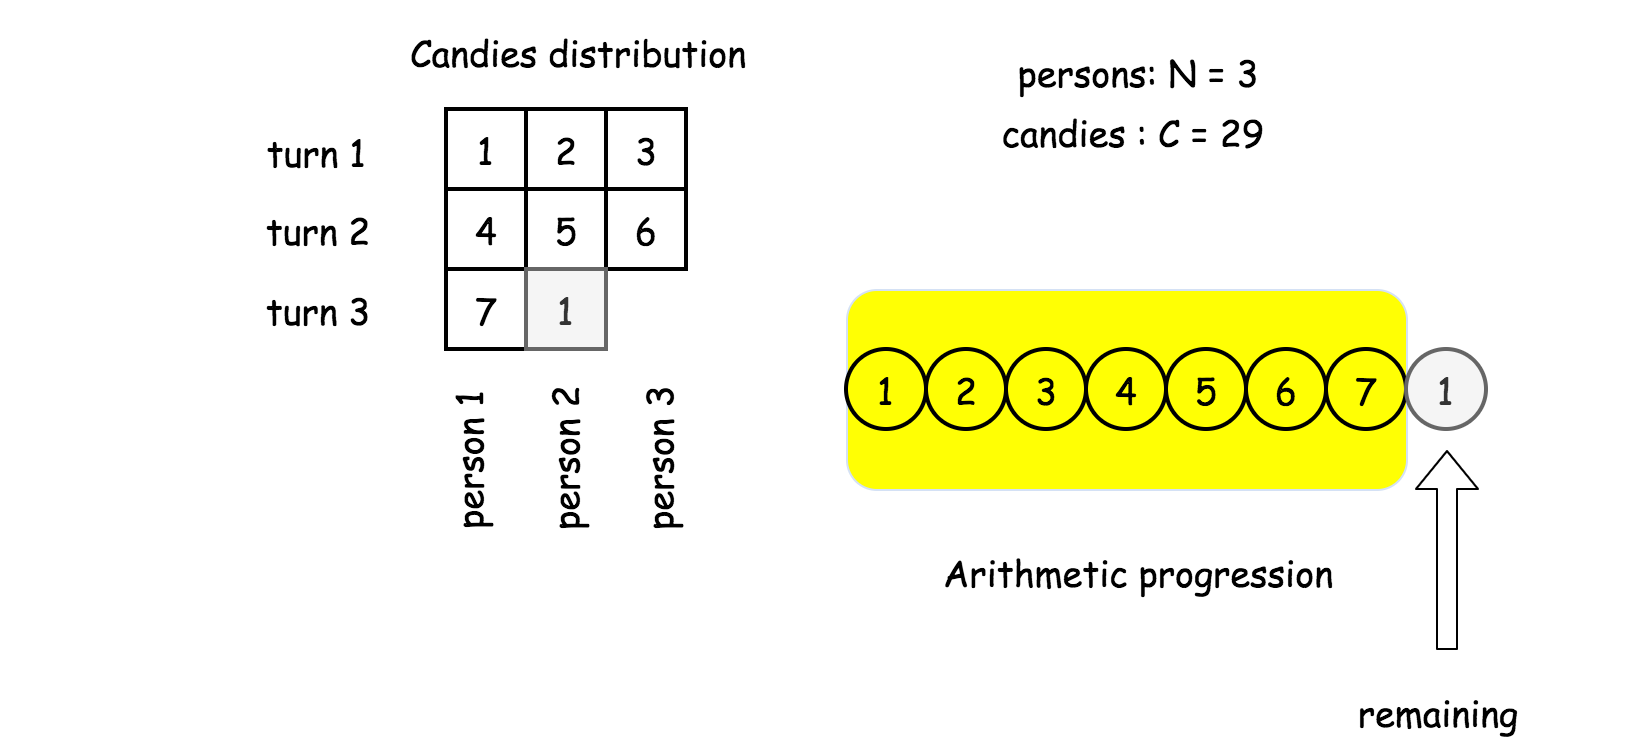 Candies distribution
persons: N = 3
candies : C = 29
turn 1 1 2 3
turn 2 4 5 6
turn 3 7 1
person 1
person 2
person 3
1 2 3 4 5 6 7 1
Arithmetic progression
remaining